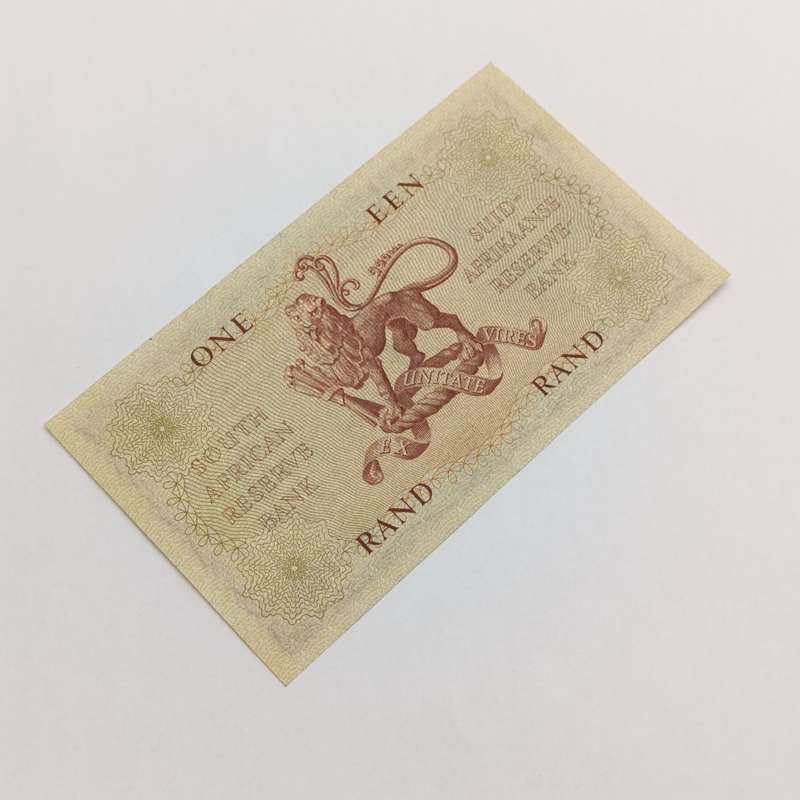 ONE
EEN
SOUTH
AFRICAN
RESERVE
BANK
EX
UNITATE
VIRES
SUID-
AFRIKAANSE
RESERWE-
BANK
RAND
RAND